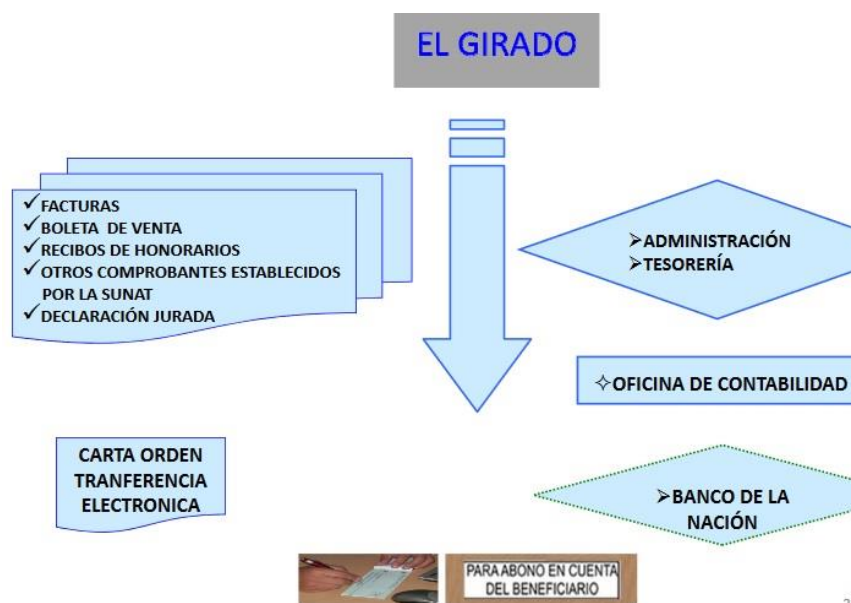 EL GIRADO
✓FACTURAS
✓BOLETA DE VENTA
✓RECIBOS DE HONORARIOS
✓OTROS COMPROBANTES ESTABLECIDOS
POR LA SUNAT
✓DECLARACIÓN JURADA
➢ADMINISTRACIÓN
➢TESORERÍA
✧OFICINA DE CONTABILIDAD
CARTA ORDEN
TRANFERENCIA
ELECTRONICA
➢BANCO DE LA
NACIÓN
PARA ABONO EN CUENTA
DEL BENEFICIARIO